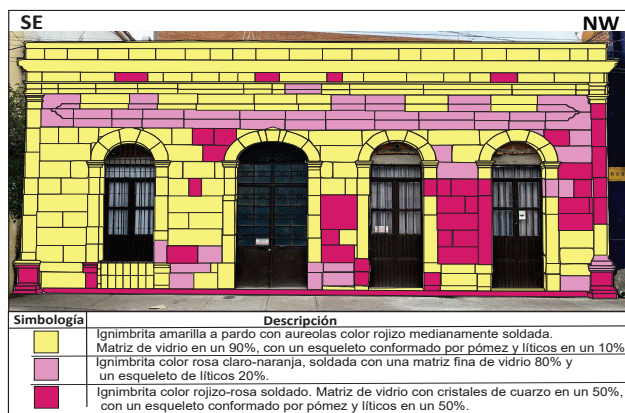 SE NW
Simbología Descripción
Ignimbrita amarilla a pardo con aureolas color rojizo medianamente soldada.
Matriz de vidrio en un 90%, con un esqueleto conformado por pómez y líticos en un 10%
Ignimbrita color rosa claro-naranja, soldada con una matriz fina de vidrio 80% y
un esqueleto de líticos 20%.
Ignimbrita color rojizo-rosa soldado. Matriz de vidrio con cristales de cuarzo en un 50%,
con un esqueleto conformado por pómez y líticos en un 50%.